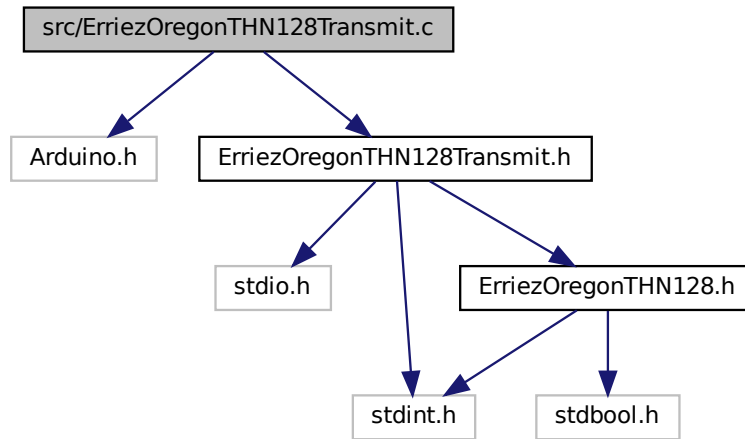 src/ErriezOregonTHN128Transmit.c
Arduino.h
ErriezOregonTHN128Transmit.h
stdio.h
ErriezOregonTHN128.h
stdint.h
stdbool.h